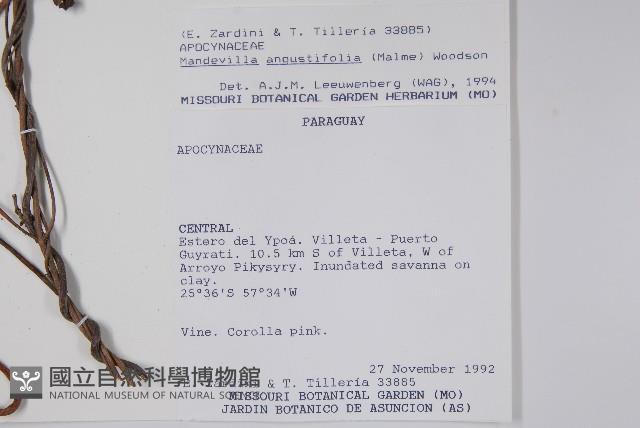 (E. Zardini & T. Tillería 33885)
APOCYNACEAE
Mandevilla angustifolia (Malme) Woodson
Det. A.J.M. Leeuwenberg (WAG), 1994
MISSOURI BOTANICAL GARDEN HERBARIUM (MO)
PARAGUAY
APOCYNACEAE
CENTRAL
Estero del Ypoá. Villeta - Puerto
Guyrati. 10.5 km S of Villeta, W of
Arroyo Pikysyry. Inundated savanna on
clay.
25°36'S 57°34'W
Vine. Corolla pink.
27 November 1992
& T. Tillería 33885
MISSOURI BOTANICAL GARDEN (MO)
JARDIN BOTANICO DE ASUNCION (AS)
國立自然科學博物館
NATIONAL MUSEUM OF NATURAL